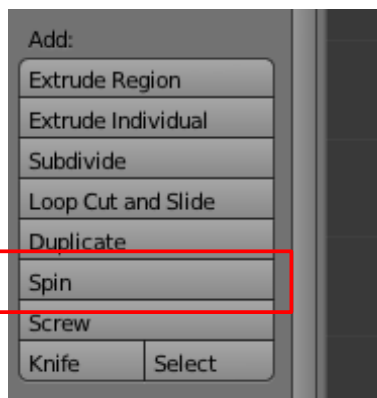 Add:
Extrude Region
Extrude Individual
Subdivide
Loop Cut and Slide
Duplicate
Spin
Screw
Knife Select